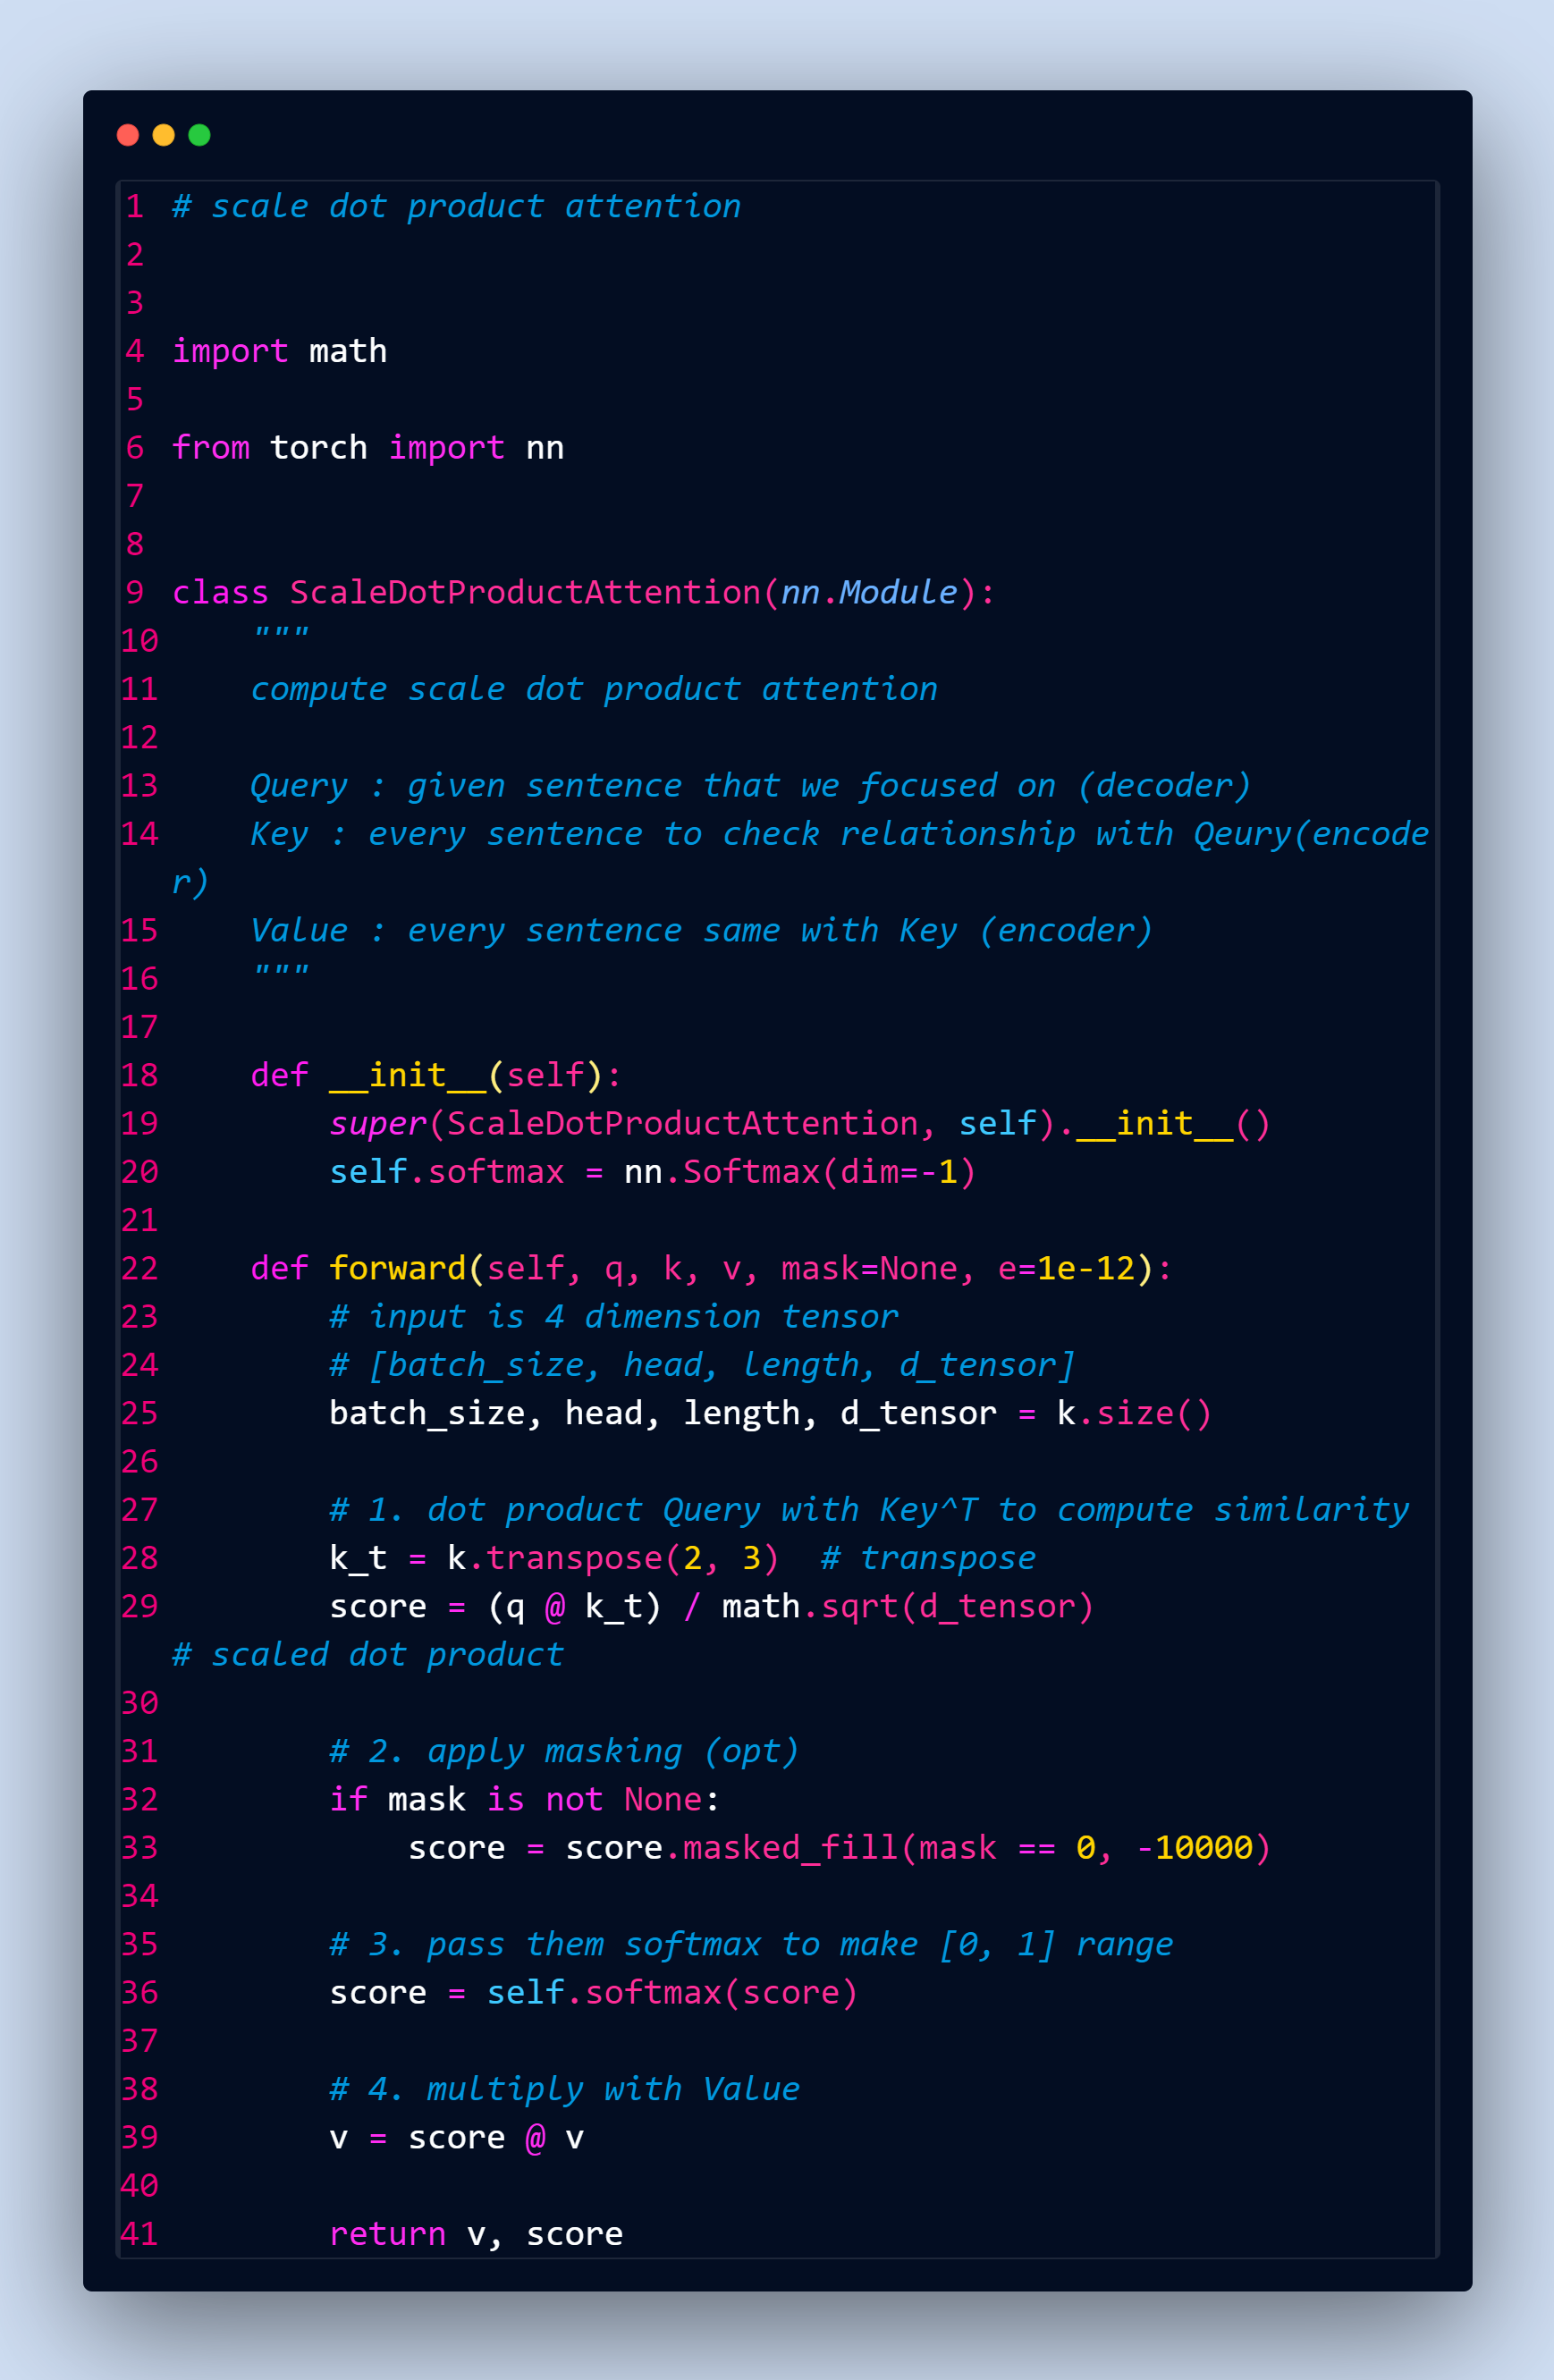 1 # scale dot product attention
2
3
4 import math
5
6 from torch import nn
7
8
9 class ScaleDotProductAttention(nn.Module):
10     """
11     compute scale dot product attention
12
13     Query : given sentence that we focused on (decoder)
14     Key : every sentence to check relationship with Qeury(encode
r)
15     Value : every sentence same with Key (encoder)
16     """
17
18     def __init__(self):
19         super(ScaleDotProductAttention, self).__init__()
20         self.softmax = nn.Softmax(dim=-1)
21
22     def forward(self, q, k, v, mask=None, e=1e-12):
23         # input is 4 dimension tensor
24         # [batch_size, head, length, d_tensor]
25         batch_size, head, length, d_tensor = k.size()
26
27         # 1. dot product Query with Key^T to compute similarity
28         k_t = k.transpose(2, 3)  # transpose
29         score = (q @ k_t) / math.sqrt(d_tensor)
# scaled dot product
30
31         # 2. apply masking (opt)
32         if mask is not None:
33             score = score.masked_fill(mask == 0, -10000)
34
35         # 3. pass them softmax to make [0, 1] range
36         score = self.softmax(score)
37
38         # 4. multiply with Value
39         v = score @ v
40
41         return v, score